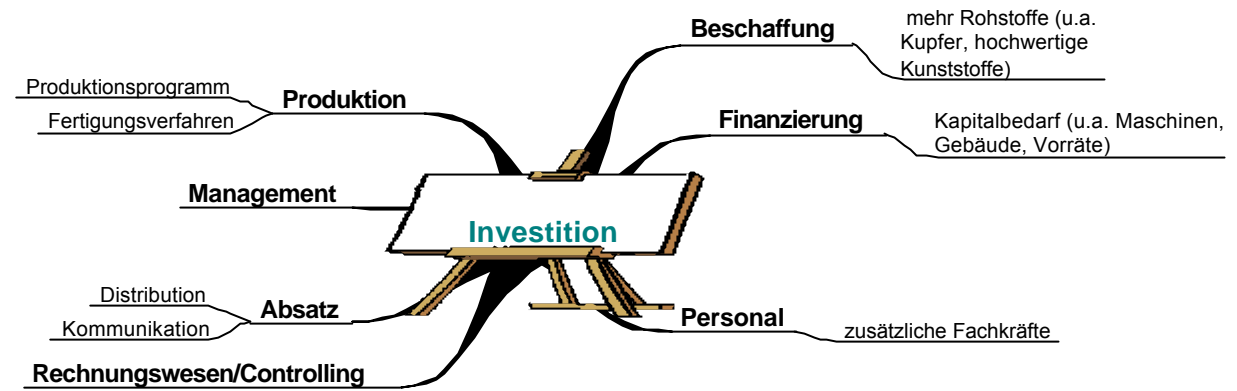 Beschaffung
mehr Rohstoffe (u.a.
Kupfer, hochwertige
Kunststoffe)
Produktionsprogramm
Fertigungsverfahren
Produktion
Finanzierung
Kapitalbedarf (u.a. Maschinen,
Gebäude, Vorräte)
Management
Investition
Distribution
Kommunikation
Absatz
Personal
zusätzliche Fachkräfte
Rechnungswesen/Controlling